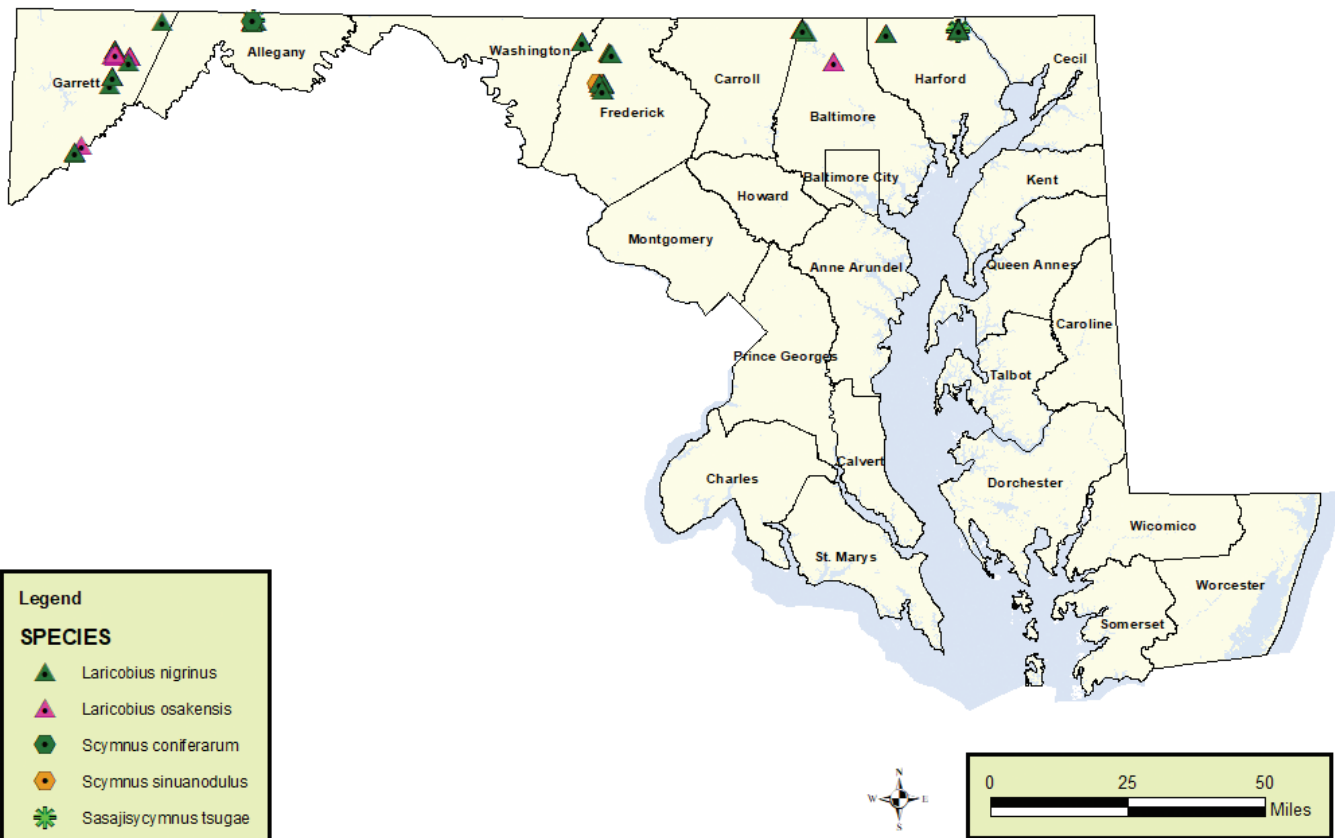 Allegany
Washington
Cecil
Garrett
Carroll
Harford
Frederick
Baltimore
Baltimore City
Kent
Howard
Montgomery
Anne Arundel
Queen Annes
Caroline
Prince Georges
Talbot
Calvert
Charles
Dorchester
Wicomico
St. Marys
Worcester
Somerset
Legend
SPECIES
Laricobius nigrinus
Laricobius osakensis
Scymnus coniferarum
Scymnus sinuanodulus
Sasajisycymnus tsugae
N
W E
S
0 25 50
Miles